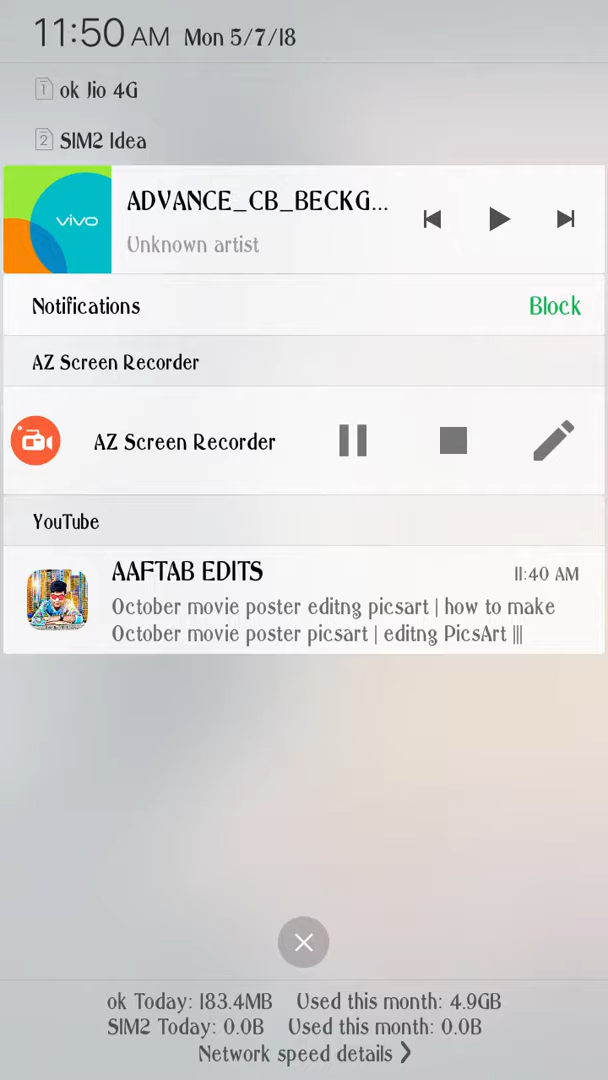 11:50 AM Mon 5/7/18
1 ok Jio 4G
2 SIM2 Idea
vivo
ADVANCE_CB_BECKG...
Unknown artist
Notifications Block
AZ Screen Recorder
AZ Screen Recorder
YouTube
AAFTAB EDITS 11:40 AM
October movie poster editng picsart | how to make
October movie poster picsart | editng PicsArt |||
ok Today: 183.4MB Used this month: 4.9GB
SIM2 Today: 0.0B Used this month: 0.0B
Network speed details